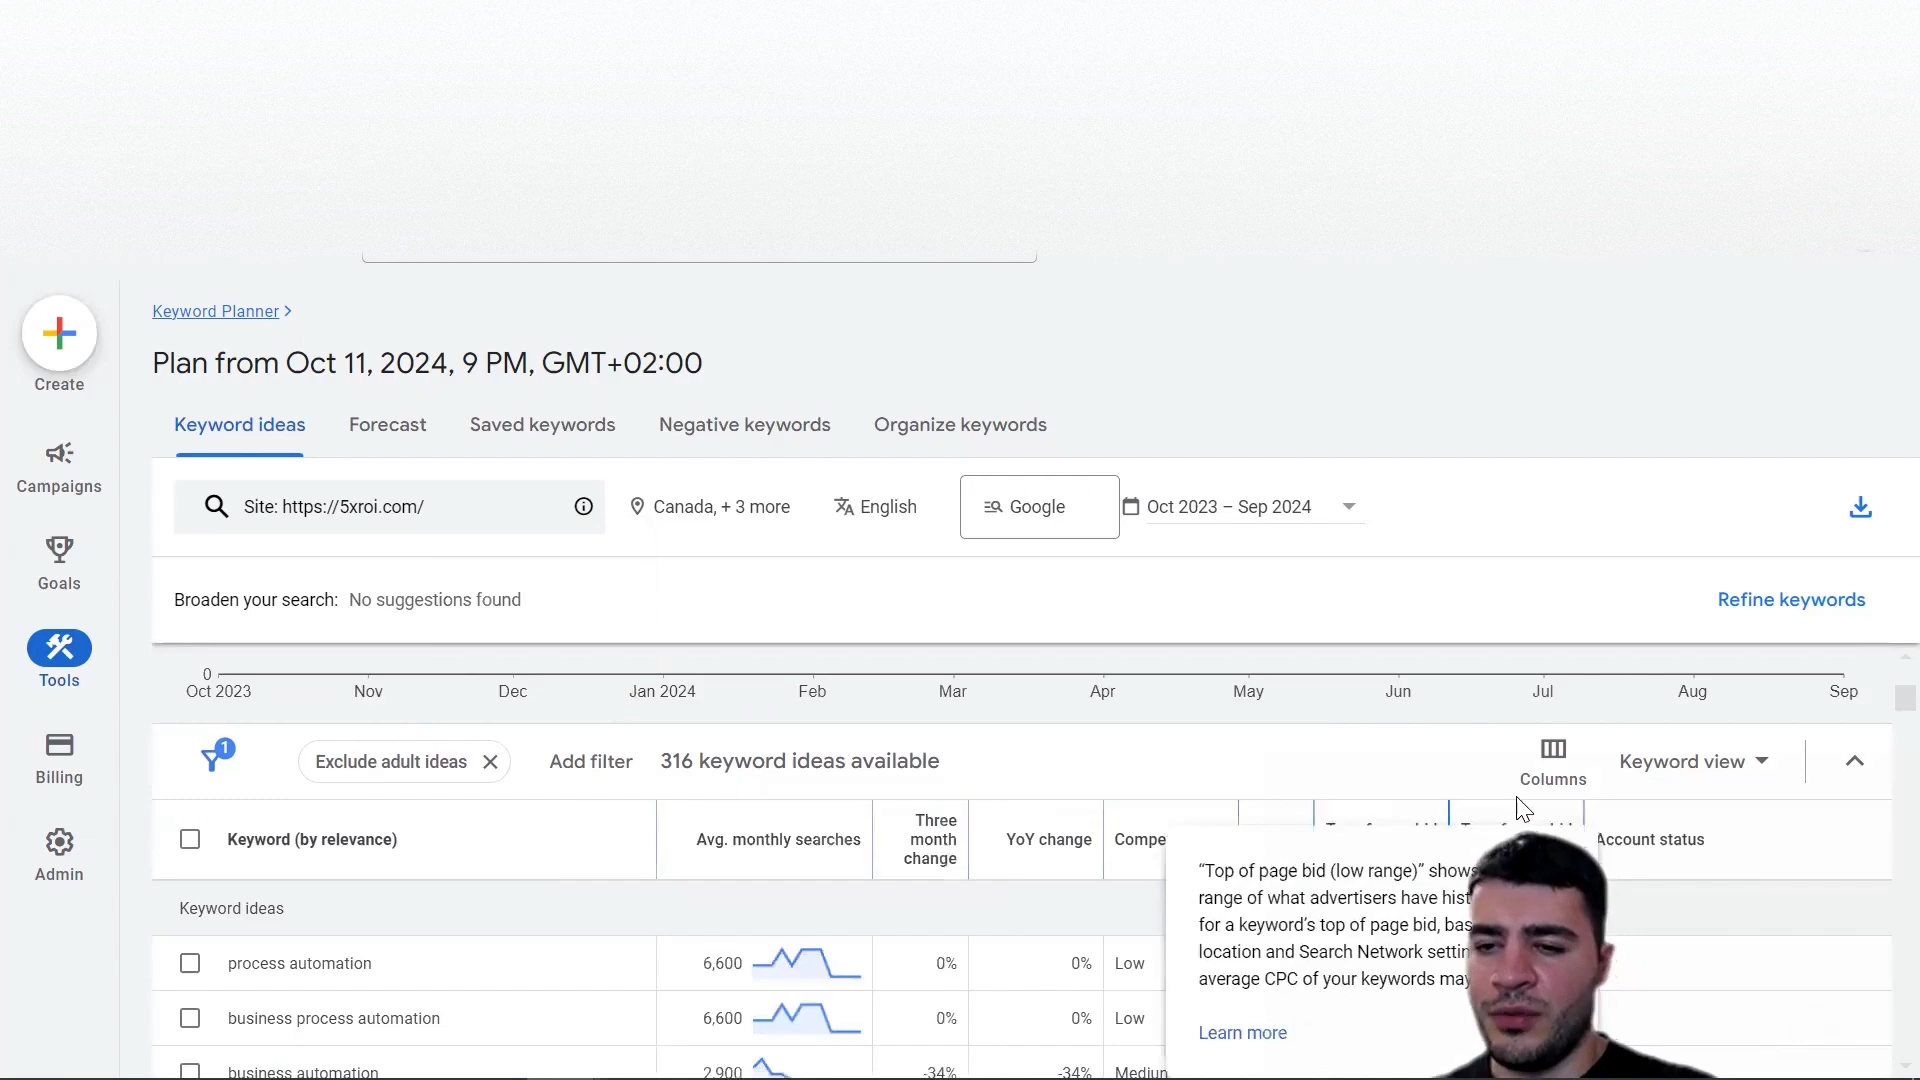 Keyword Planner
Plan from Oct 11, 2024, 9 PM, GMT+02:00
Create
Campaigns
Goals
Tools
Billing
Admin
Keyword ideas Forecast Saved keywords Negative keywords Organize keywords
Site: https://5xroi.com/ Canada, + 3 more English Google Oct 2023 – Sep 2024
Broaden your search: No suggestions found Refine keywords
0
Oct 2023 Nov Dec Jan 2024 Feb Mar Apr May Jun Jul Aug Sep
1 Exclude adult ideas Add filter 316 keyword ideas available Columns Keyword view
Keyword (by relevance) Avg. monthly searches Three month change YoY change Compe Account status
Keyword ideas
process automation 6,600 0% 0% Low
business process automation 6,600 0% 0% Low
business automation 2,900 -34% -34% Medium
“Top of page bid (low range)” shows
range of what advertisers have hist
for a keyword’s top of page bid, bas
location and Search Network settin
average CPC of your keywords may
Learn more